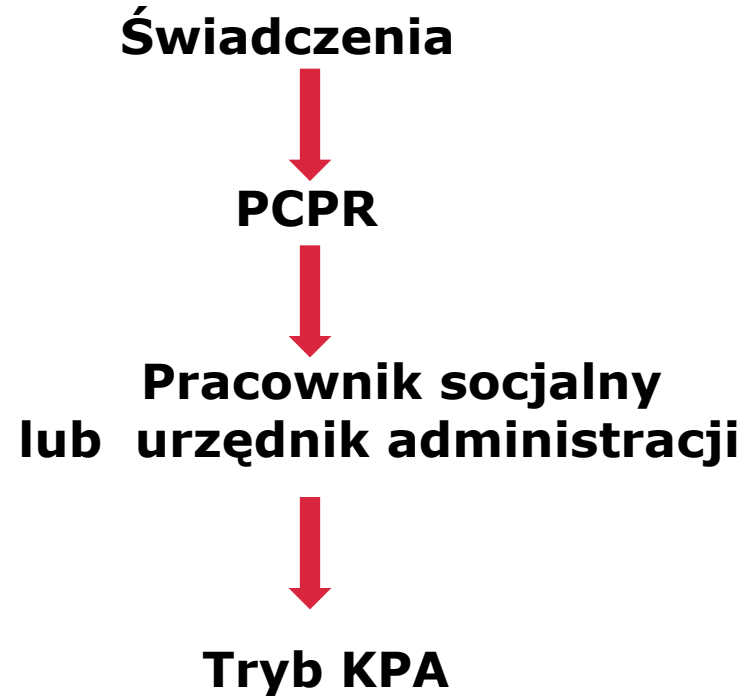 Świadczenia
PCPR
Pracownik socjalny
lub urzędnik administracji
Tryb KPA